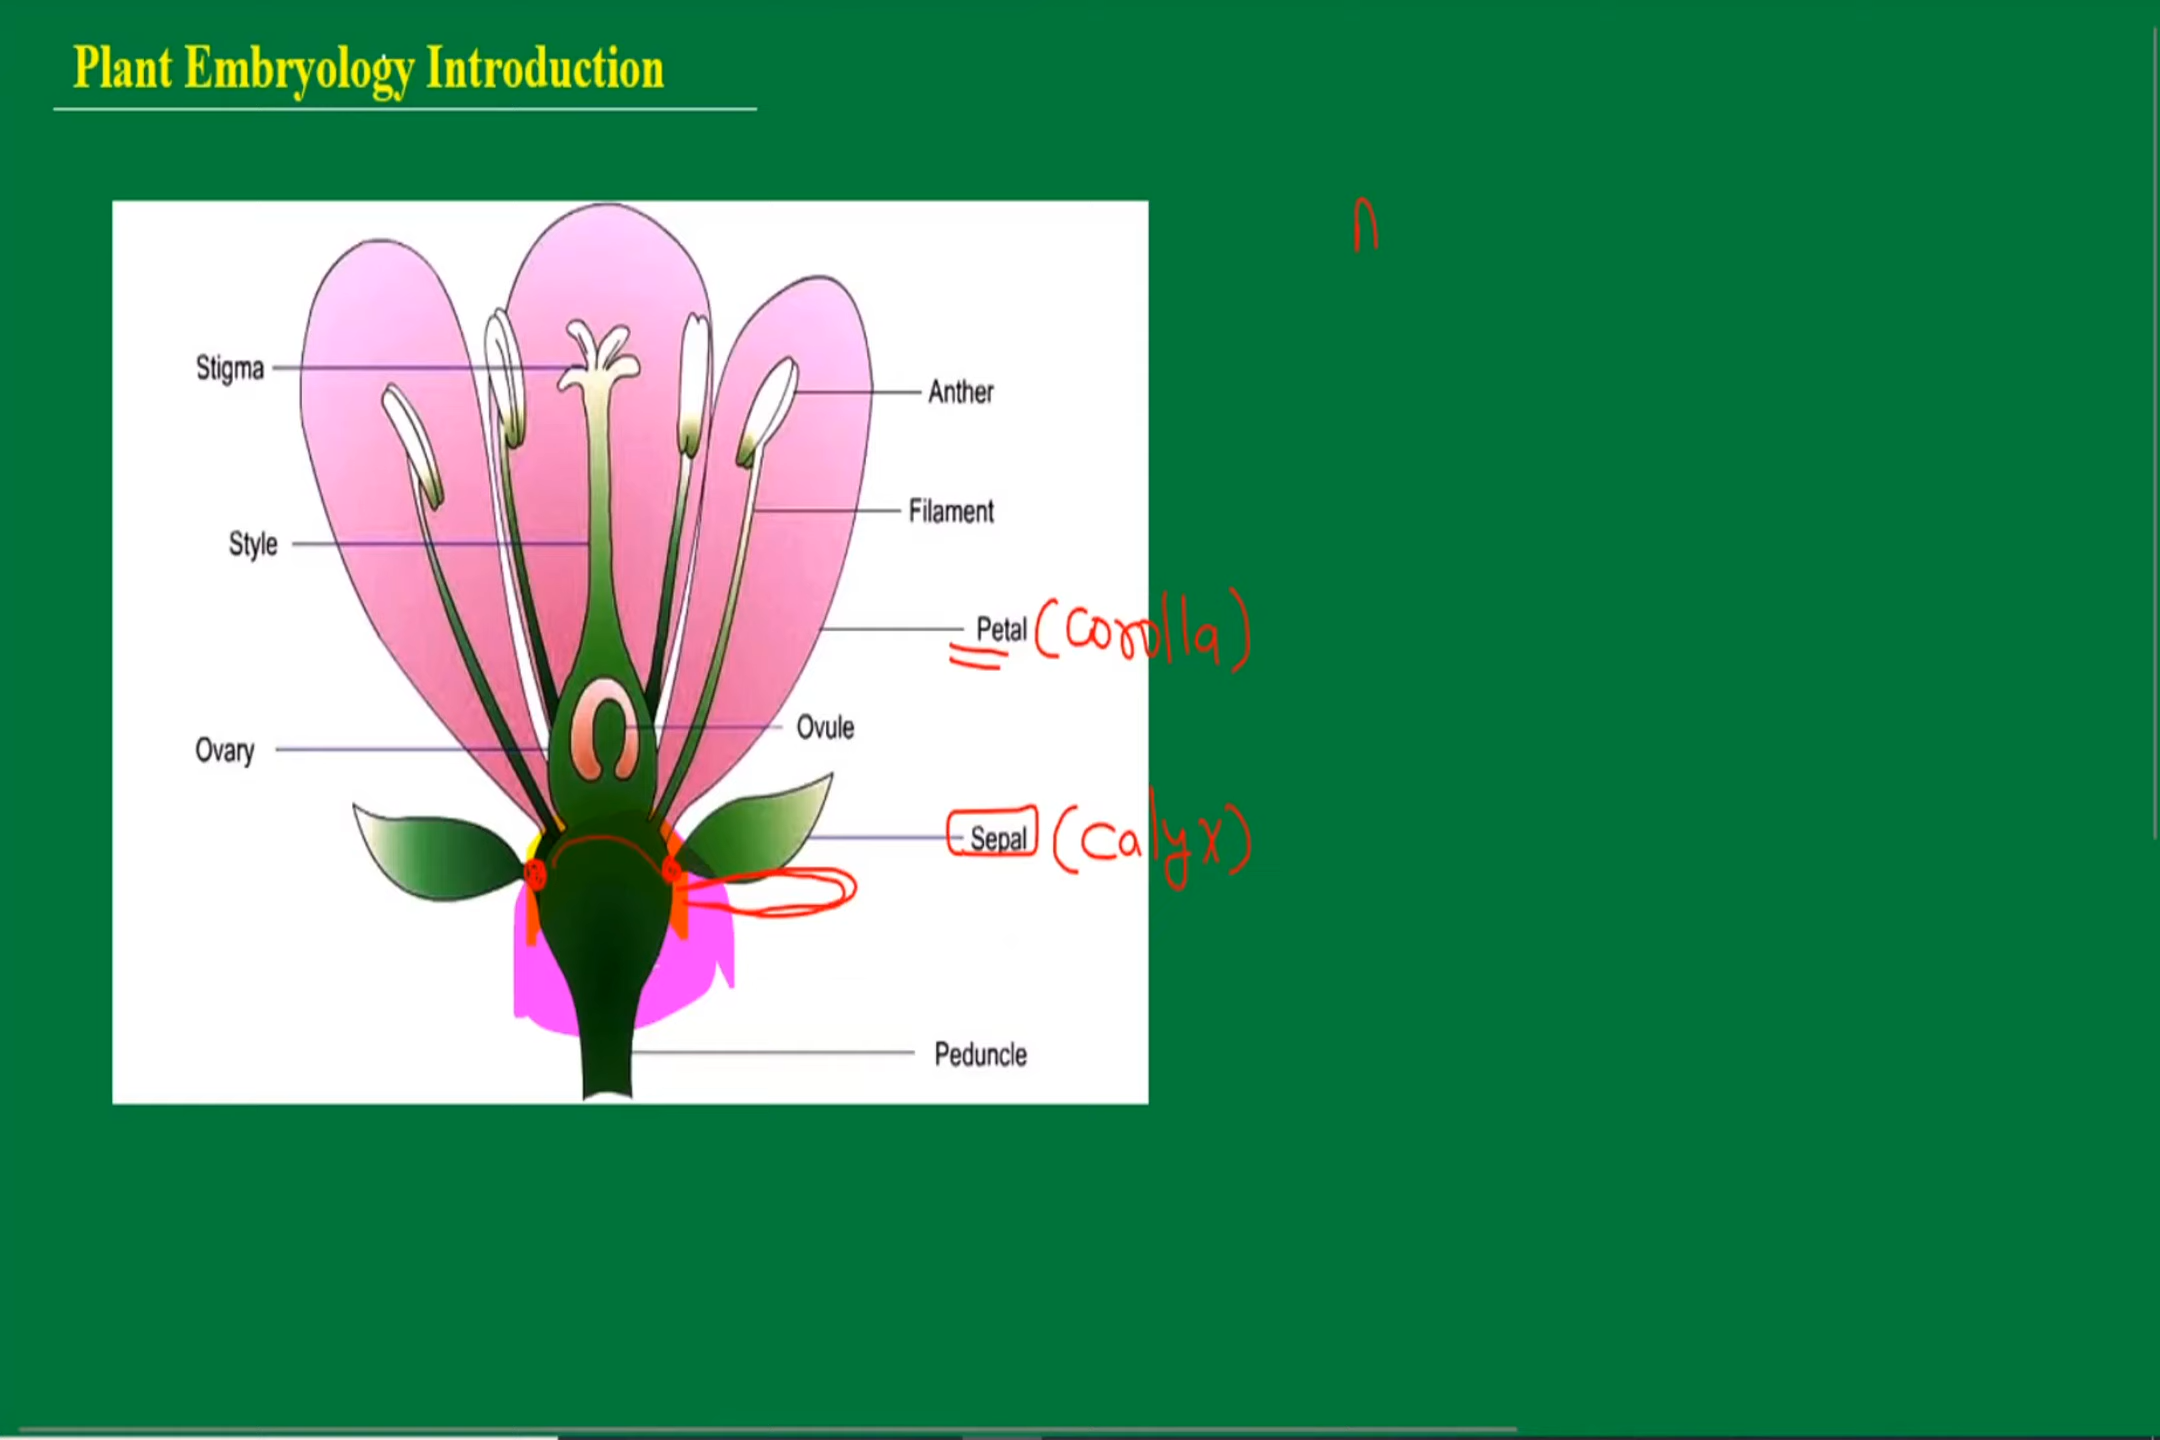 Plant Embryology Introduction
n
Stigma
Anther
Filament
Style
Petal (corolla)
Ovule
Ovary
Sepal (calyx)
Peduncle